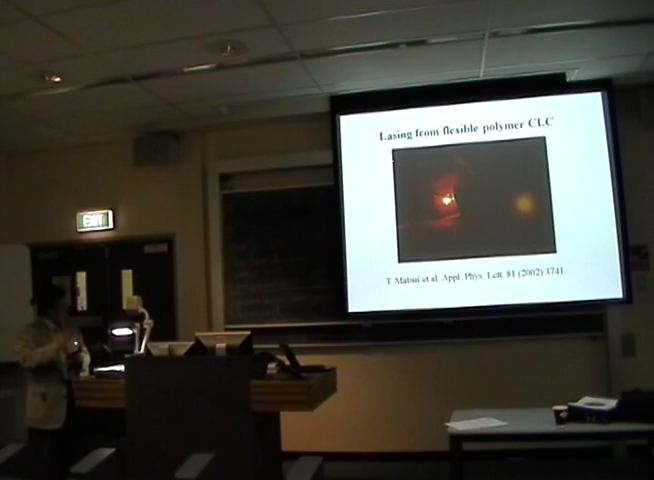 Lasing from flexible polymer CLC
EXIT
T. Matsui et al. Appl. Phys. Lett. 81 (2002) 3741